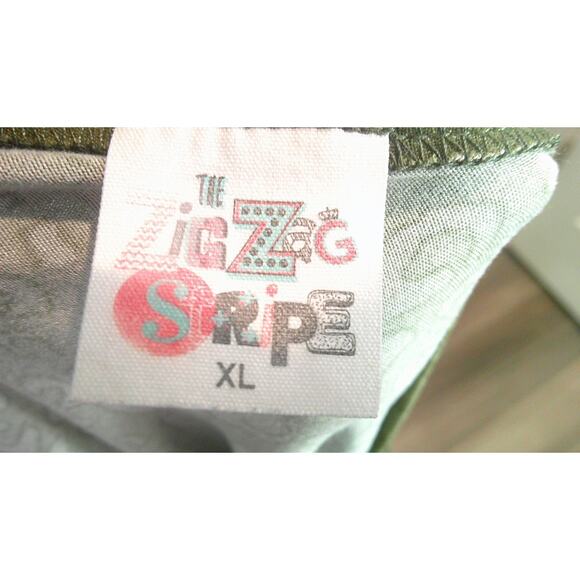 THE
ZigZaG
STRiPE
XL